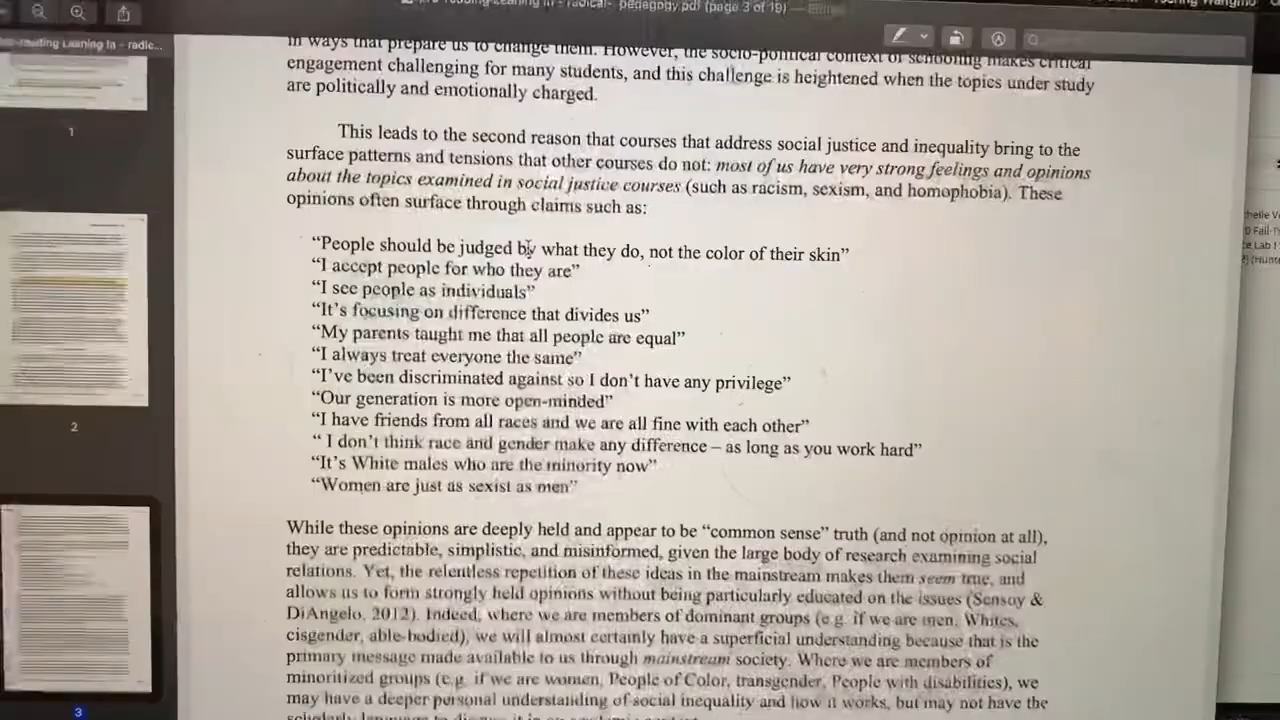 pedagogy.pdf (page 3 of 19) — Edited
in ways that prepare us to change them. However, the socio-political context of schooling makes critical
engagement challenging for many students, and this challenge is heightened when the topics under study
are politically and emotionally charged.
This leads to the second reason that courses that address social justice and inequality bring to the
surface patterns and tensions that other courses do not: most of us have very strong feelings and opinions
about the topics examined in social justice courses (such as racism, sexism, and homophobia). These
opinions often surface through claims such as:
“People should be judged by what they do, not the color of their skin”
“I accept people for who they are”
“I see people as individuals”
“It’s focusing on difference that divides us”
“My parents taught me that all people are equal”
“I always treat everyone the same”
“I’ve been discriminated against so I don’t have any privilege”
“Our generation is more open-minded”
“I have friends from all races and we are all fine with each other”
“ I don’t think race and gender make any difference – as long as you work hard”
“It’s White males who are the minority now”
“Women are just as sexist as men”
While these opinions are deeply held and appear to be “common sense” truth (and not opinion at all),
they are predictable, simplistic, and misinformed, given the large body of research examining social
relations. Yet, the relentless repetition of these ideas in the mainstream makes them seem true, and
allows us to form strongly held opinions without being particularly educated on the issues (Sensoy &
DiAngelo, 2012). Indeed, where we are members of dominant groups (e.g. if we are men, Whites,
cisgender, able-bodied), we will almost certainly have a superficial understanding because that is the
primary message made available to us through mainstream society. Where we are members of
minoritized groups (e.g. if we are women, People of Color, transgender, People with disabilities), we
may have a deeper personal understanding of social inequality and how it works, but may not have the
1
2
3